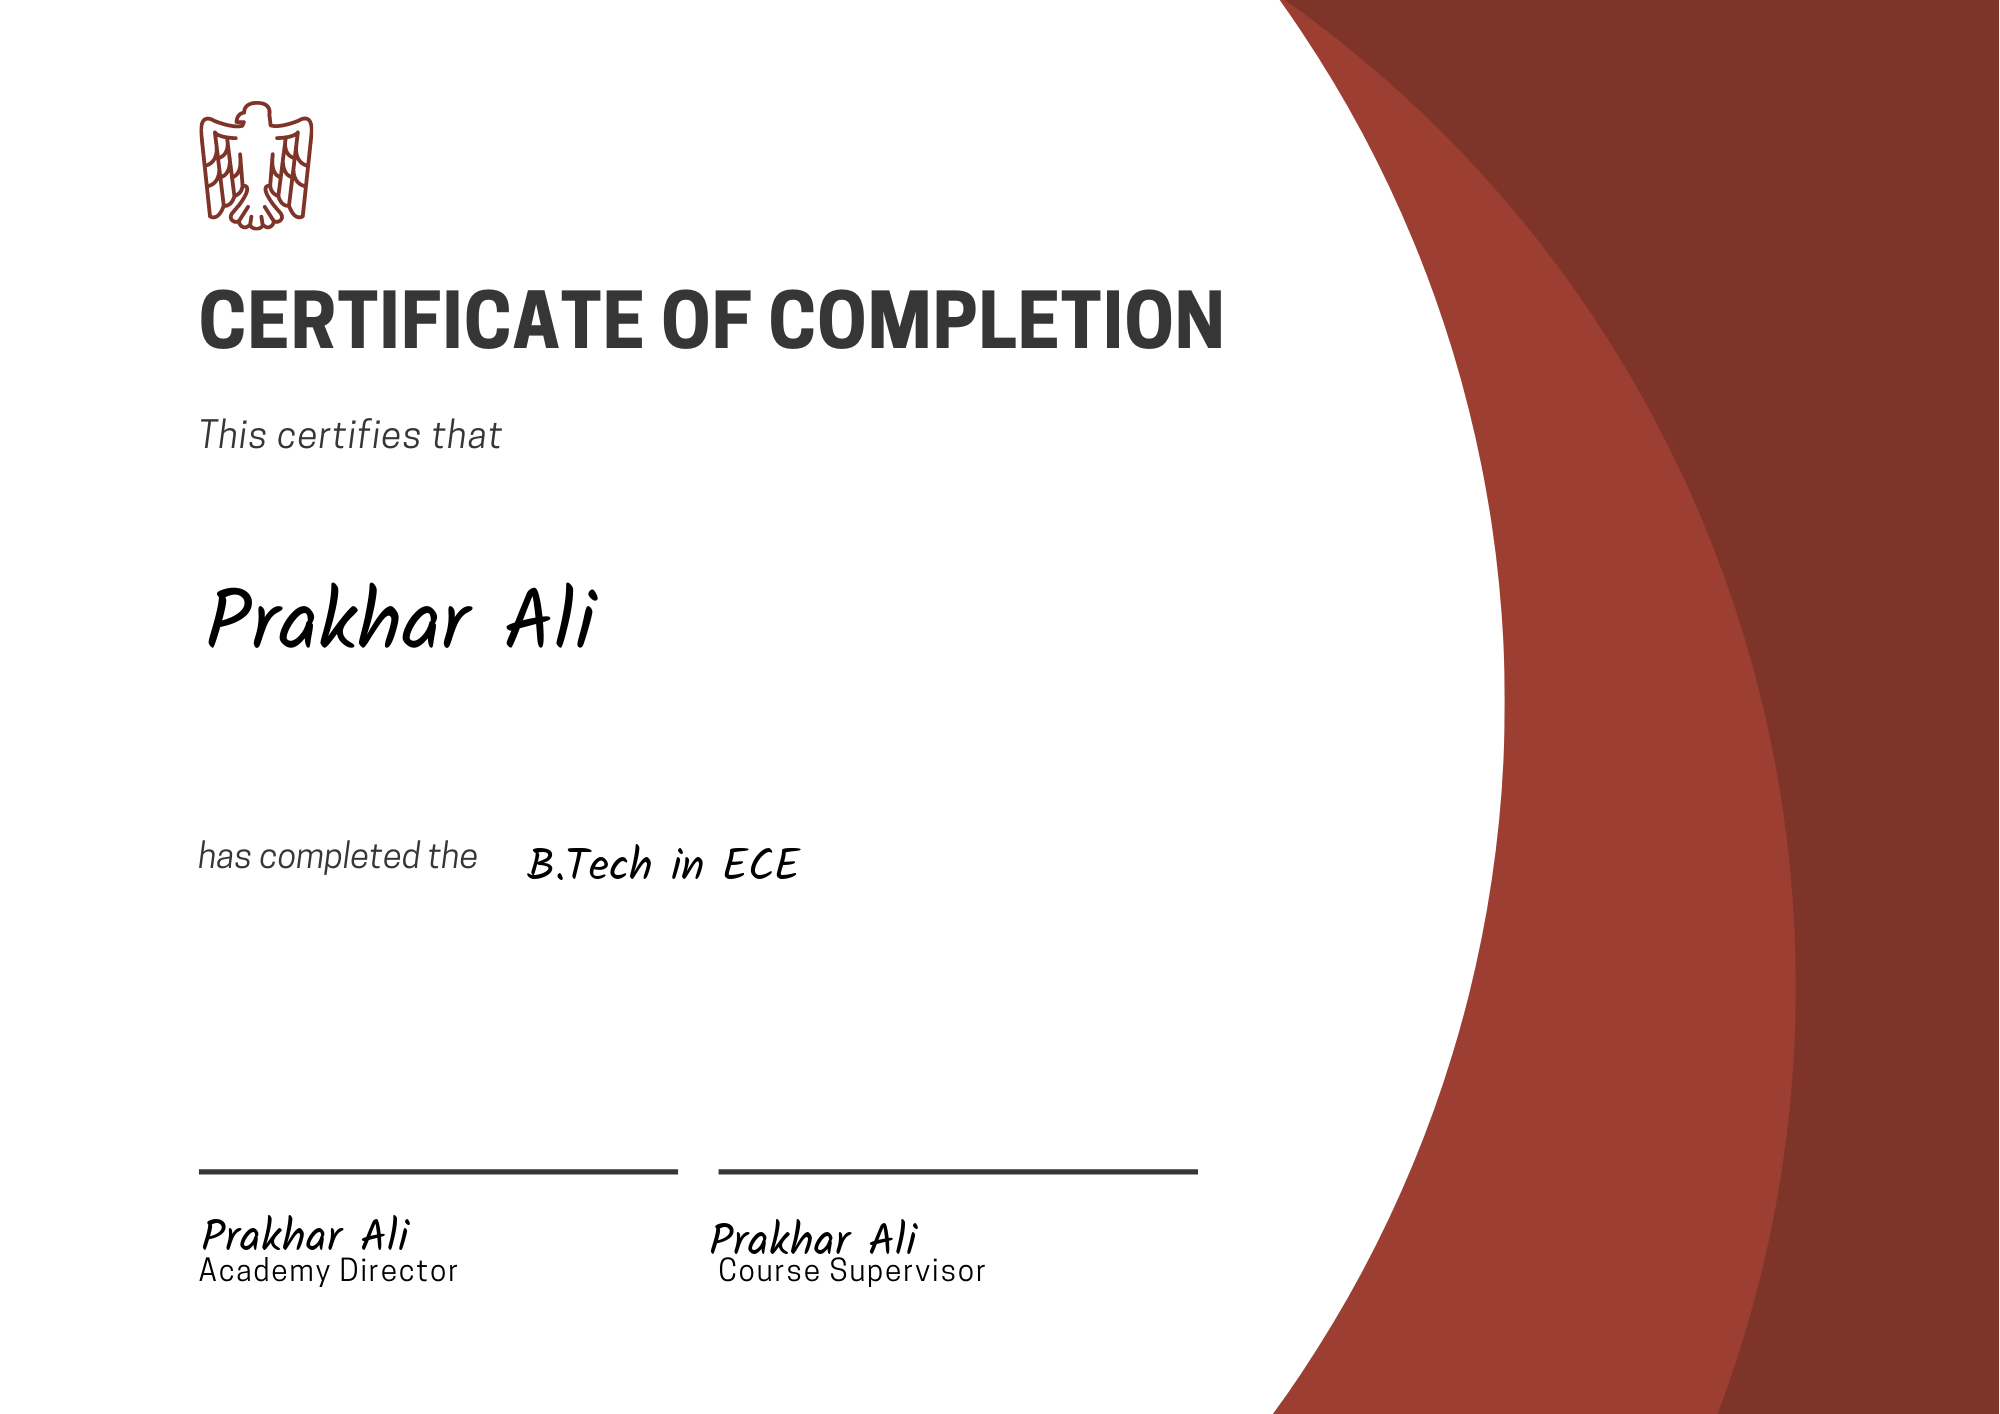 CERTIFICATE OF COMPLETION
This certifies that
Prakhar Ali
has completed the B.Tech in ECE
Prakhar Ali
Academy Director
Prakhar Ali
Course Supervisor